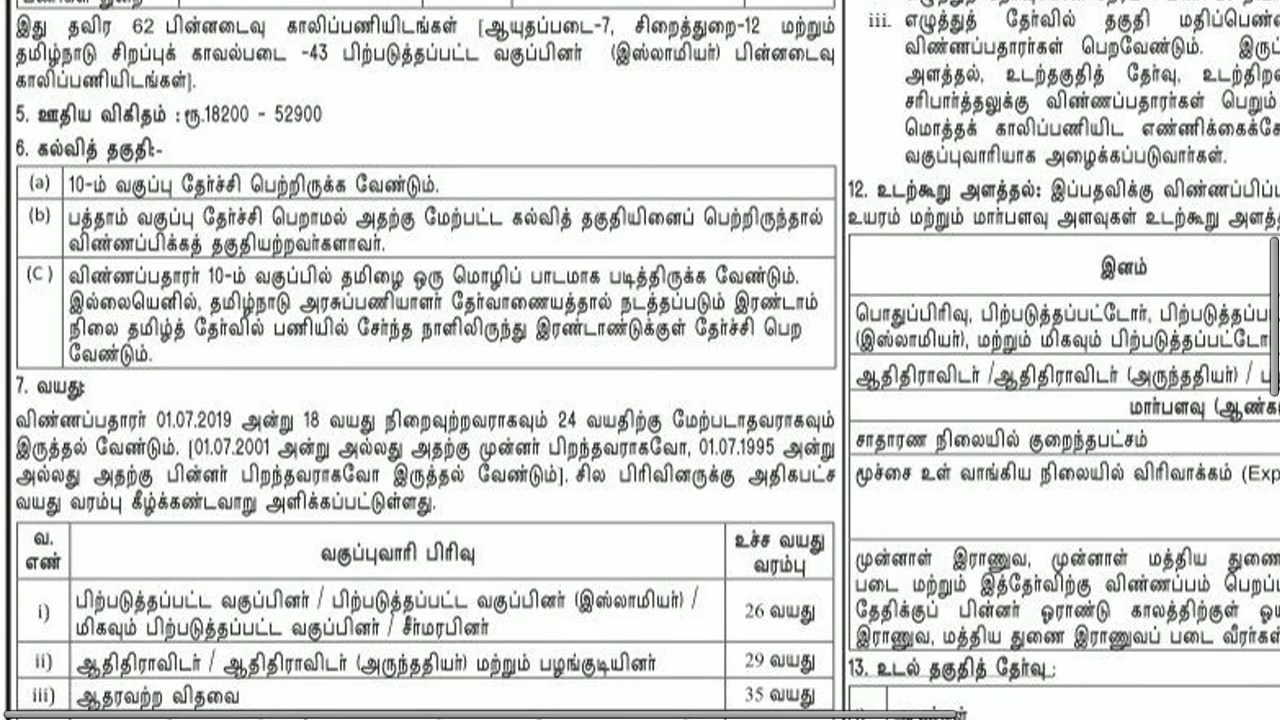 இது தவிர 62 பின்னடைவு காலிப்பணியிடங்கள் [ஆயுதப்படை-7, சிறைத்துறை-12 மற்றும்
தமிழ்நாடு சிறப்புக் காவல்படை -43 பிற்படுத்தப்பட்ட வகுப்பினர் (இஸ்லாமியர்) பின்னடைவு
காலிப்பணியிடங்கள்].
5. ஊதிய விகிதம் : ரூ.18200 - 52900
6. கல்வித் தகுதி:-
(a) 10-ம் வகுப்பு தேர்ச்சி பெற்றிருக்க வேண்டும்.
(b) பத்தாம் வகுப்பு தேர்ச்சி பெறாமல் அதற்கு மேற்பட்ட கல்வித் தகுதியினைப் பெற்றிருந்தால்
விண்ணப்பிக்கத் தகுதியற்றவர்களாவர்.
(C) விண்ணப்பதாரர் 10-ம் வகுப்பில் தமிழை ஒரு மொழிப் பாடமாக படித்திருக்க வேண்டும்.
இல்லையெனில், தமிழ்நாடு அரசுப்பணியாளர் தேர்வாணையத்தால் நடத்தப்படும் இரண்டாம்
நிலை தமிழ்த் தேர்வில் பணியில் சேர்ந்த நாளிலிருந்து இரண்டாண்டுக்குள் தேர்ச்சி பெற
வேண்டும்.
7. வயது:
விண்ணப்பதாரர் 01.07.2019 அன்று 18 வயது நிறைவுற்றவராகவும் 24 வயதிற்கு மேற்படாதவராகவும்
இருத்தல் வேண்டும். [01.07.2001 அன்று அல்லது அதற்கு முன்னர் பிறந்தவராகவோ, 01.07.1995 அன்று
அல்லது அதற்கு பின்னர் பிறந்தவராகவோ இருத்தல் வேண்டும்]. சில பிரிவினருக்கு அதிகபட்ச
வயது வரம்பு கீழ்க்கண்டவாறு அளிக்கப்பட்டுள்ளது.
வ. எண் வகுப்புவாரி பிரிவு உச்ச வயது வரம்பு
i) பிற்படுத்தப்பட்ட வகுப்பினர் / பிற்படுத்தப்பட்ட வகுப்பினர் (இஸ்லாமியர்) /
மிகவும் பிற்படுத்தப்பட்ட வகுப்பினர் / சீர்மரபினர் 26 வயது
ii) ஆதிதிராவிடர் / ஆதிதிராவிடர் (அருந்ததியர்) மற்றும் பழங்குடியினர் 29 வயது
iii) ஆதரவற்ற விதவை 35 வயது
iii. எழுத்துத் தேர்வில் தகுதி
விண்ணப்பதாரர்கள் பெறவேண்டும்.
அளத்தல், உடற்தகுதித் தேர்வு,
சரிபார்த்தலுக்கு விண்ணப்பதாரர்கள் பெறும்
மொத்தக் காலிப்பணியிட
வகுப்புவாரியாக அழைக்கப்படுவார்கள்.
12. உடற்கூறு அளத்தல்: இப்பதவிக்கு
உயரம் மற்றும் மார்பளவு அளவுகள் உடற்கூறு
இனம்
பொதுப்பிரிவு, பிற்படுத்தப்பட்டோர்,
(இஸ்லாமியர்), மற்றும் மிகவும்
ஆதிதிராவிடர் /ஆதிதிராவிடர் (அருந்ததியர்) /
மார்பளவு
சாதாரண நிலையில் குறைந்தபட்சம்
மூச்சை உள் வாங்கிய நிலையில் விரிவாக்கம்
முன்னாள் இராணுவ, முன்னாள் மத்திய
படை மற்றும் இத்தேர்விற்கு விண்ணப்பம்
தேதிக்குப் பின்னர் ஓராண்டு காலத்திற்குள்
இராணுவ, மத்திய துணை இராணுவப் படை
13. உடல் தகுதித் தேர்வு :